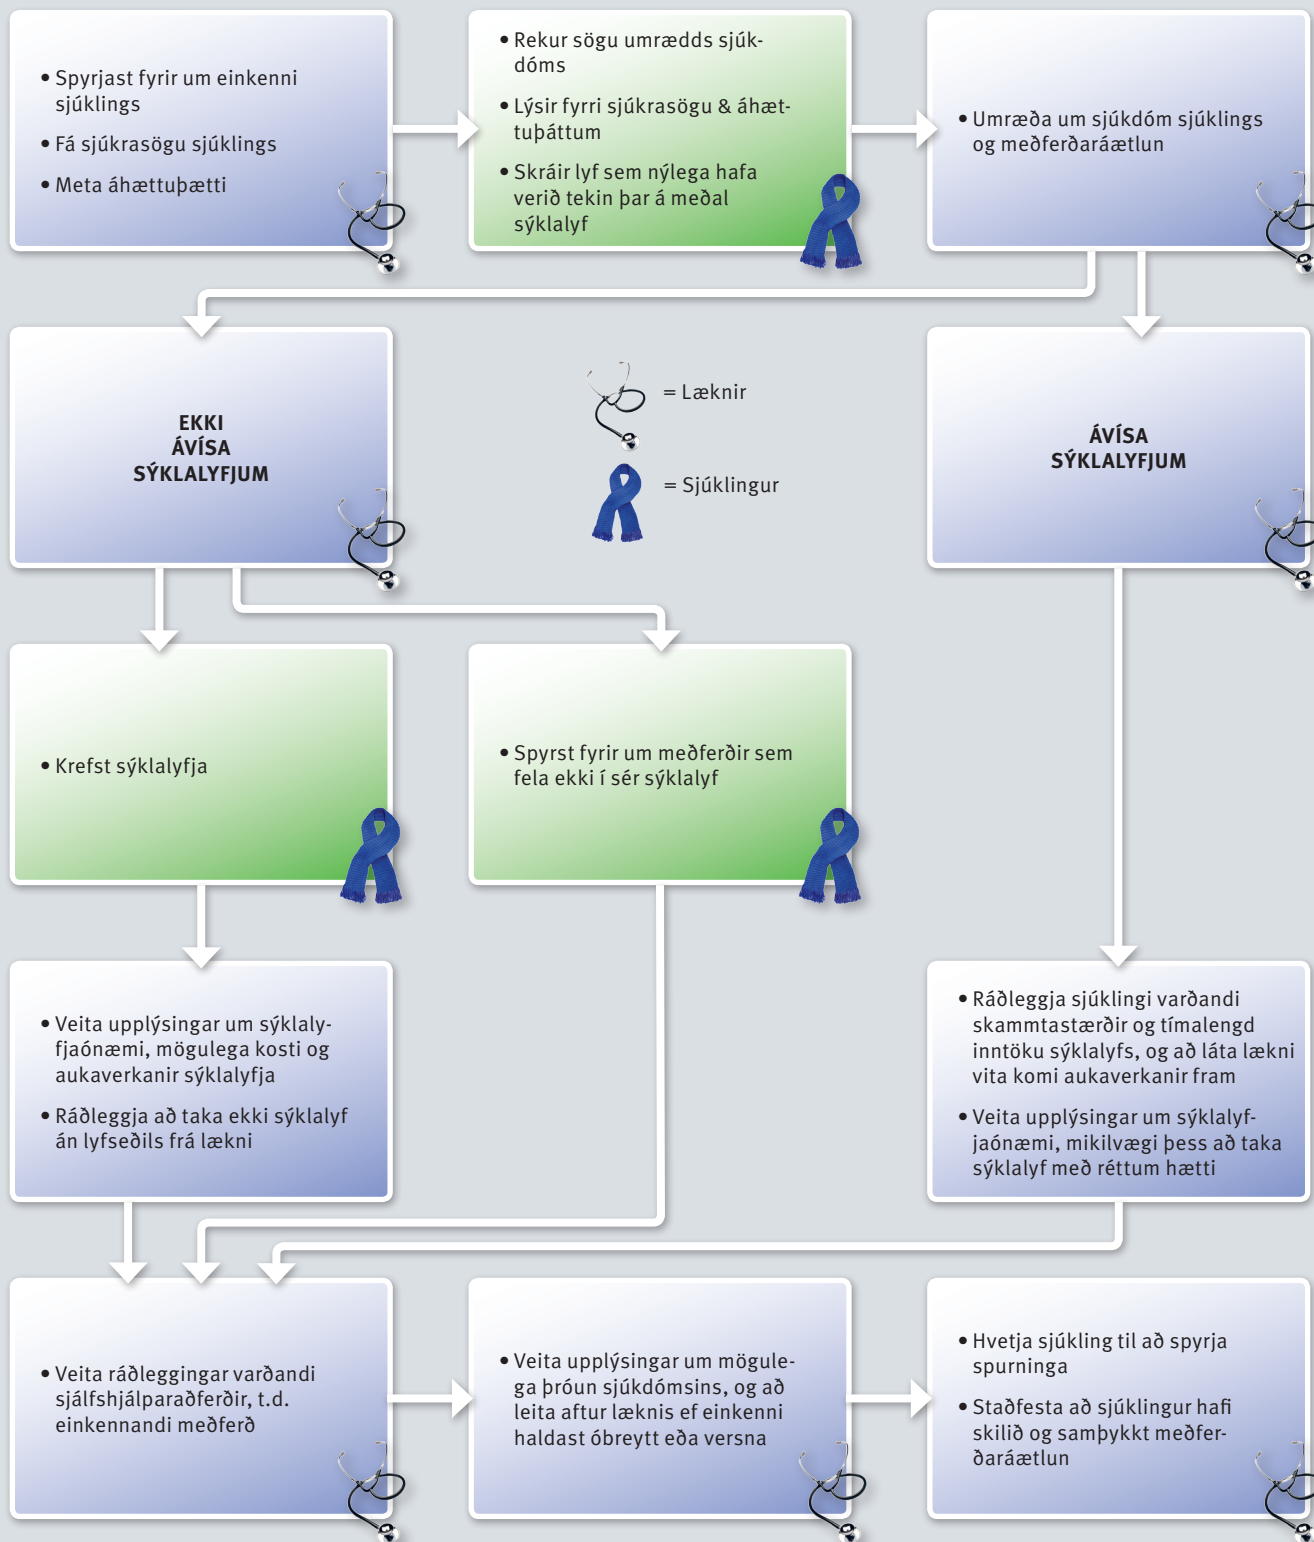 • Spyrjast fyrir um einkenni
sjúklings
• Fá sjúkrasögu sjúklings
• Meta áhættuþætti
• Rekur sögu umrædds sjúk-
dóms
• Lýsir fyrri sjúkrasögu & áhæt-
tuþáttum
• Skráir lyf sem nýlega hafa
verið tekin þar á meðal
sýklalyf
• Umræða um sjúkdóm sjúklings
og meðferðaráætlun
EKKI
ÁVÍSA
SÝKLALYFJUM
= Læknir
= Sjúklingur
ÁVÍSA
SÝKLALYFJUM
• Krefst sýklalyfja
• Spyrst fyrir um meðferðir sem
fela ekki í sér sýklalyf
• Veita upplýsingar um sýklaly-
fjaónæmi, mögulega kosti og
aukaverkanir sýklalyfja
• Ráðleggja að taka ekki sýklalyf
án lyfseðils frá lækni
• Ráðleggja sjúklingi varðandi
skammtastærðir og tímalengd
inntöku sýklalyfs, og að láta lækni
vita komi aukaverkanir fram
• Veita upplýsingar um sýklalyf-
jaónæmi, mikilvægi þess að taka
sýklalyf með réttum hætti
• Veita ráðleggingar varðandi
sjálfshjálparaðferðir, t.d.
einkennandi meðferð
• Veita upplýsingar um mögule-
ga þróun sjúkdómsins, og að
leita aftur læknis ef einkenni
haldast óbreytt eða versna
• Hvetja sjúkling til að spyrja
spurninga
• Staðfesta að sjúklingur hafi
skilið og samþykkt meðfer-
ðaráætlun